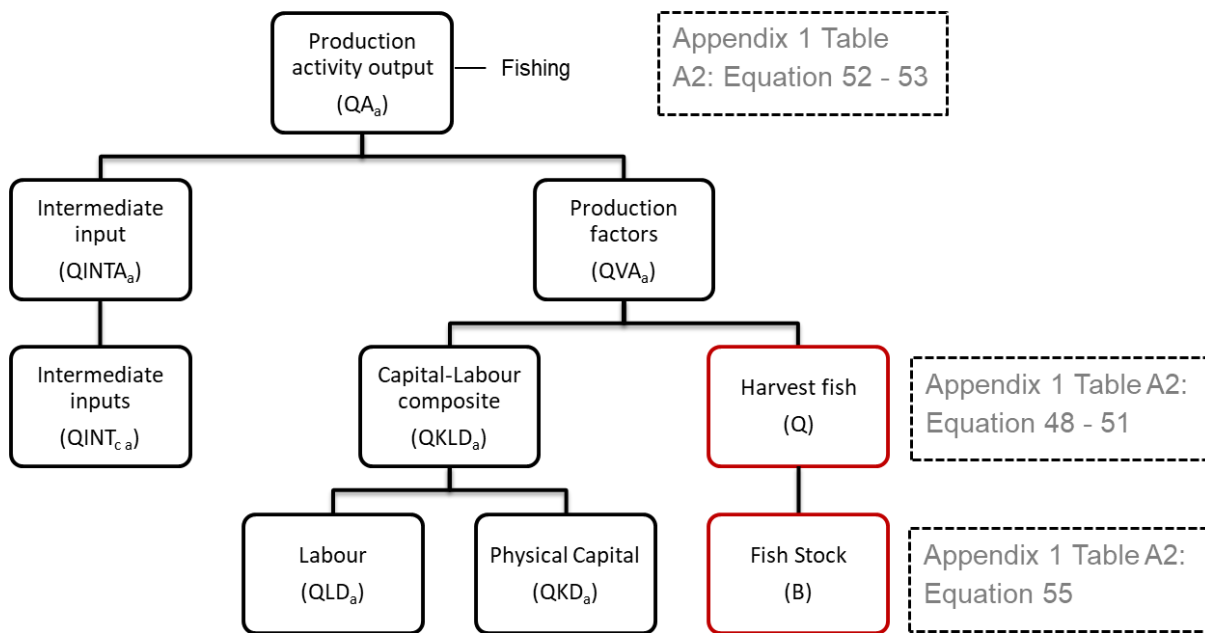 Production
activity output
(QAa)
Fishing
Appendix 1 Table
A2: Equation 52 - 53
Intermediate
input
(QINTAa)
Production
factors
(QVAa)
Intermediate
inputs
(QINTc a)
Capital-Labour
composite
(QKLDa)
Harvest fish
(Q)
Appendix 1 Table A2:
Equation 48 - 51
Labour
(QLDa)
Physical Capital
(QKDa)
Fish Stock
(B)
Appendix 1 Table A2:
Equation 55